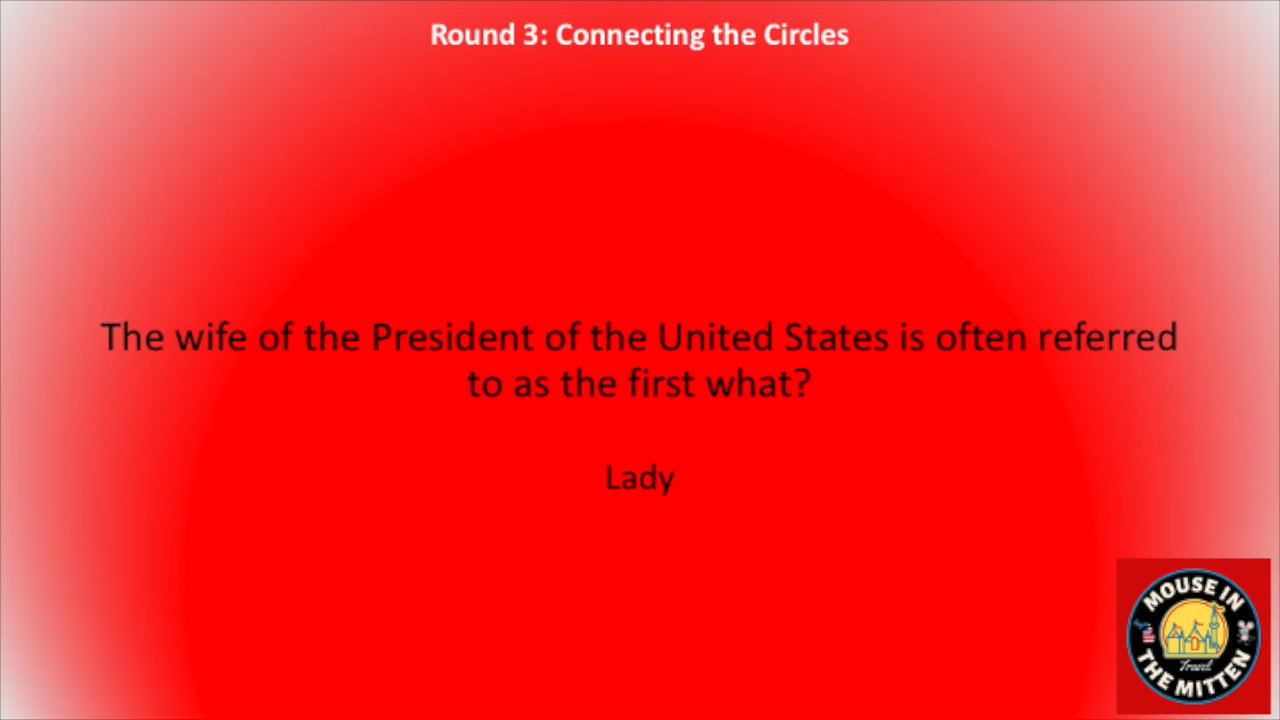 Round 3: Connecting the Circles
The wife of the President of the United States is often referred
to as the first what?
Lady
MOUSE IN
Travel
THE MITTEN